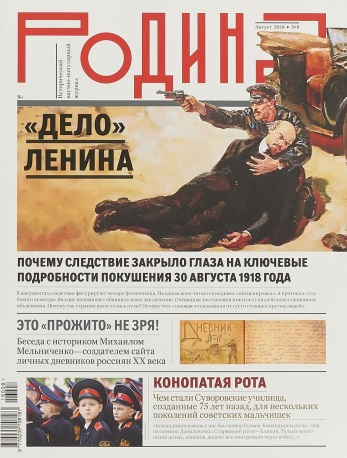 РОДИНА
Исторический
научно-популярный
журнал
Август 2018 • №8
«ДЕЛО»
ЛЕНИНА
ПОЧЕМУ СЛЕДСТВИЕ ЗАКРЫЛО ГЛАЗА НА КЛЮЧЕВЫЕ
ПОДРОБНОСТИ ПОКУШЕНИЯ 30 АВГУСТА 1918 ГОДА
ЭТО «ПРОЖИТО» НЕ ЗРЯ!
Беседа с историком Михаилом
Мельниченко—создателем сайта
личных дневников россиян XX века
Дневник
КОНОПАТАЯ РОТА
Чем стали Суворовские училища,
созданные 75 лет назад, для нескольких
поколений советских мальчишек